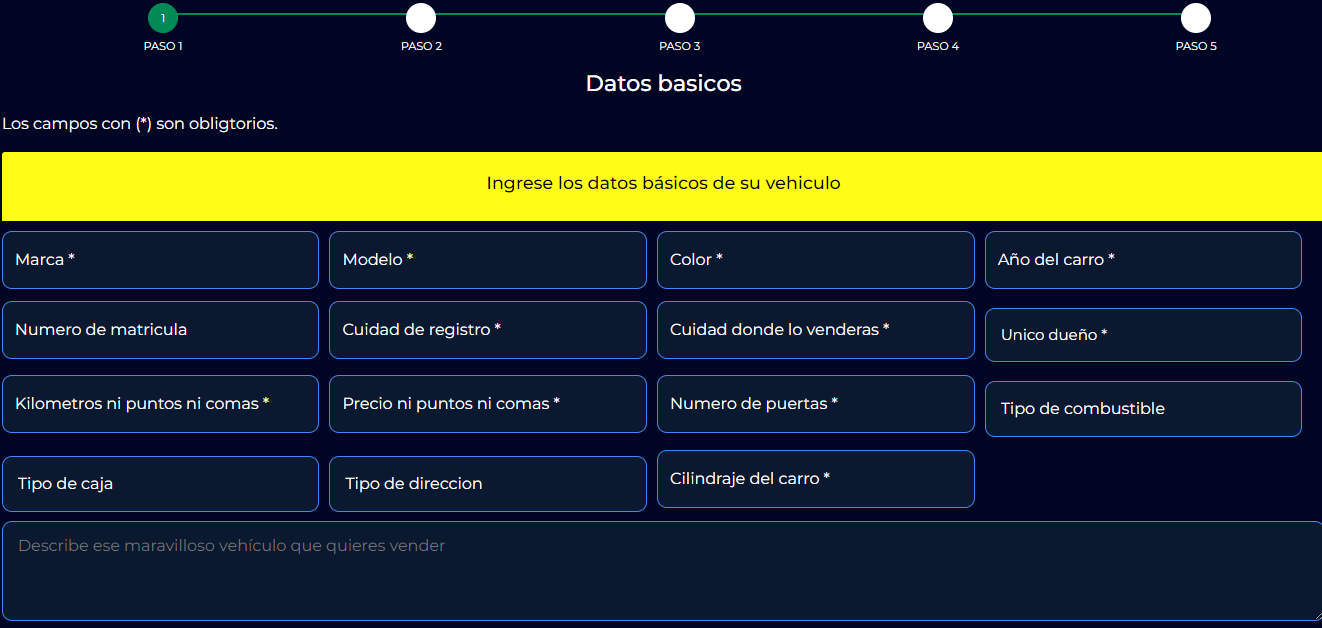 1
PASO 1
PASO 2
PASO 3
PASO 4
PASO 5
Datos basicos
Los campos con (*) son obligtorios.
Ingrese los datos básicos de su vehiculo
Marca *
Modelo *
Color *
Año del carro *
Numero de matricula
Cuidad de registro *
Cuidad donde lo venderas *
Unico dueño *
Kilometros ni puntos ni comas *
Precio ni puntos ni comas *
Numero de puertas *
Tipo de combustible
Tipo de caja
Tipo de direccion
Cilindraje del carro *
Describe ese maravilloso vehículo que quieres vender